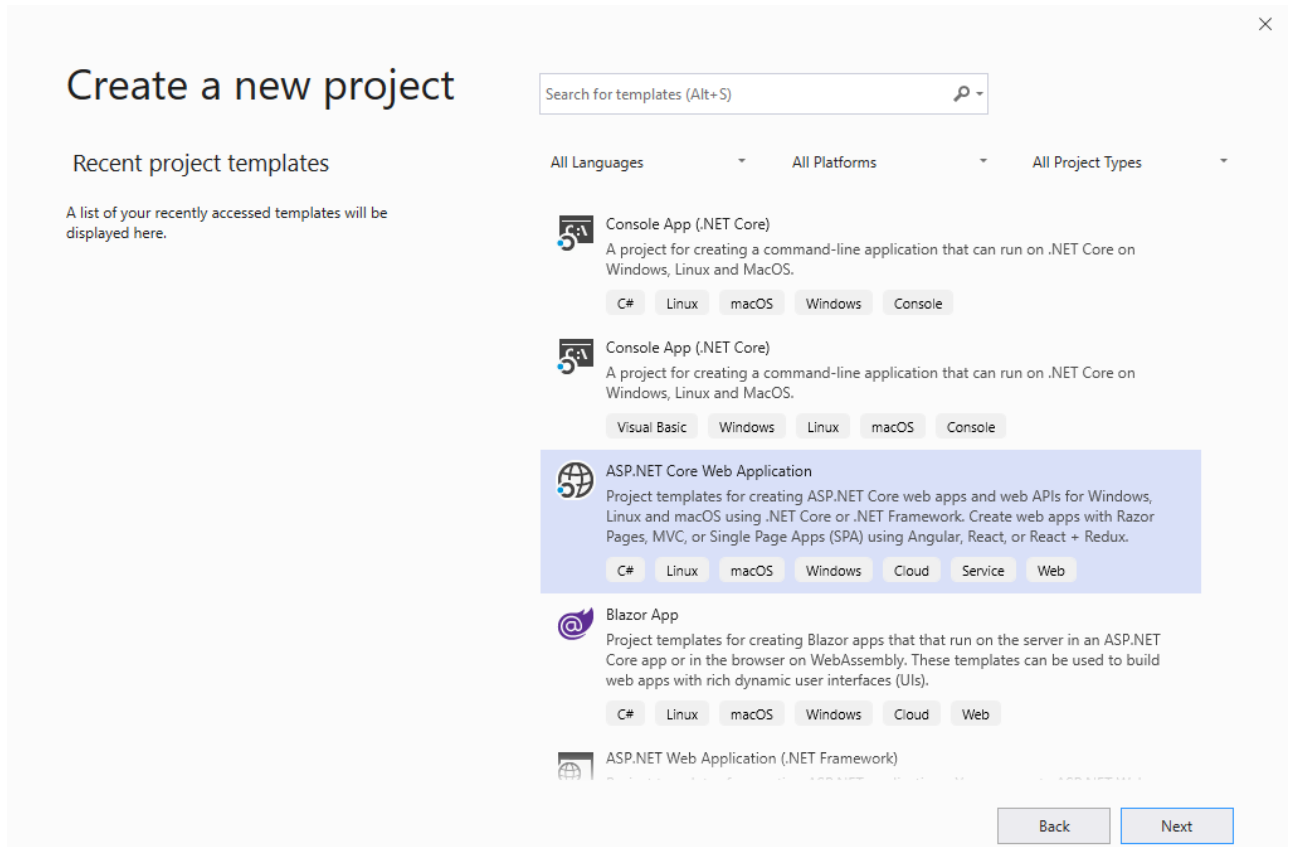 Create a new project
Search for templates (Alt+S)
Recent project templates
A list of your recently accessed templates will be
displayed here.
All Languages
All Platforms
All Project Types
Console App (.NET Core)
A project for creating a command-line application that can run on .NET Core on
Windows, Linux and MacOS.
C# Linux macOS Windows Console
Console App (.NET Core)
A project for creating a command-line application that can run on .NET Core on
Windows, Linux and MacOS.
Visual Basic Windows Linux macOS Console
ASP.NET Core Web Application
Project templates for creating ASP.NET Core web apps and web APIs for Windows,
Linux and macOS using .NET Core or .NET Framework. Create web apps with Razor
Pages, MVC, or Single Page Apps (SPA) using Angular, React, or React + Redux.
C# Linux macOS Windows Cloud Service Web
Blazor App
Project templates for creating Blazor apps that that run on the server in an ASP.NET
Core app or in the browser on WebAssembly. These templates can be used to build
web apps with rich dynamic user interfaces (UIs).
C# Linux macOS Windows Cloud Web
ASP.NET Web Application (.NET Framework)
Back
Next